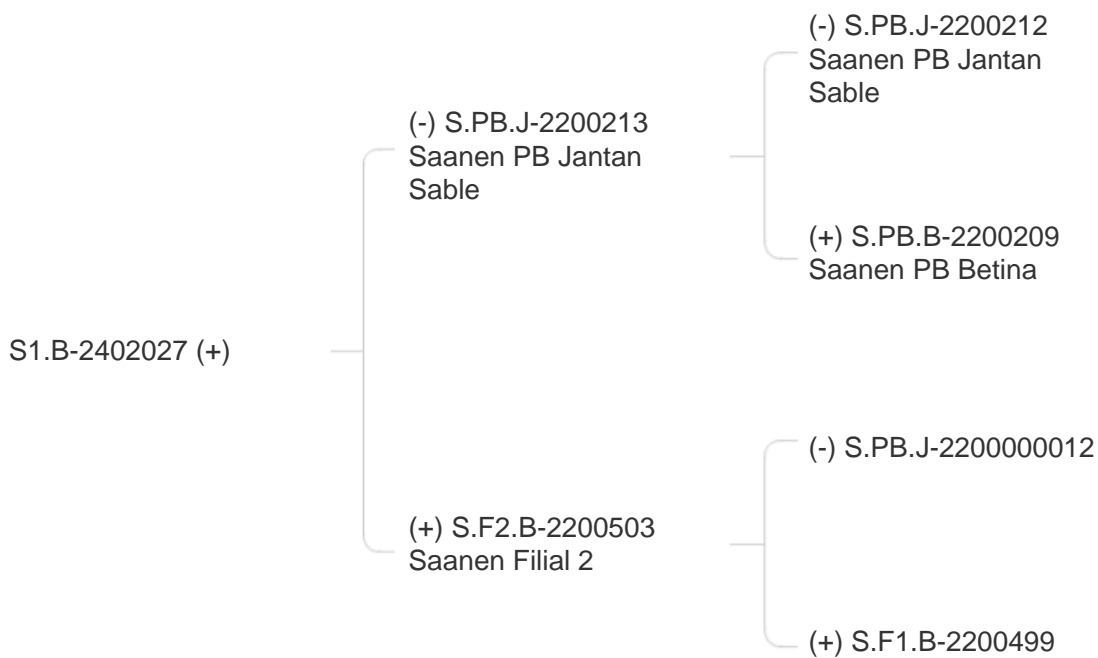 (-) S.PB.J-2200212
Saanen PB Jantan
Sable
(-) S.PB.J-2200213
Saanen PB Jantan
Sable
(+) S.PB.B-2200209
Saanen PB Betina
S1.B-2402027 (+)
(-) S.PB.J-2200000012
(+) S.F2.B-2200503
Saanen Filial 2
(+) S.F1.B-2200499